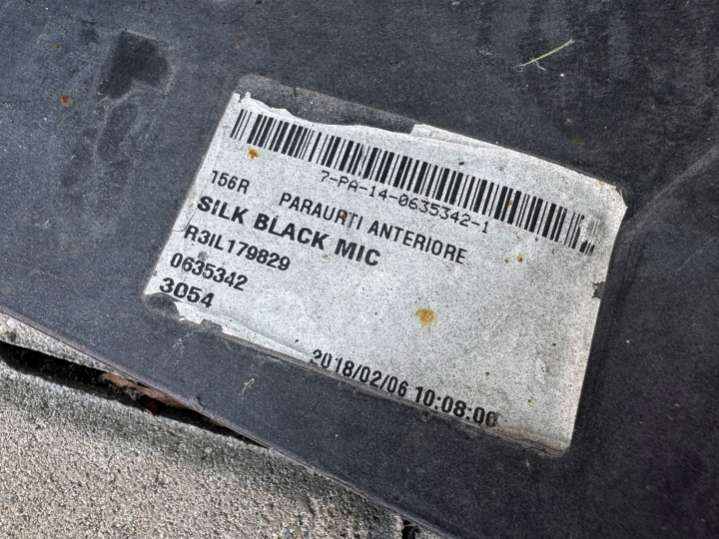 7-PA-14-0635342-1
156R PARAURTI ANTERIORE
SILK BLACK MIC
R3IL179829
0635342
3054
2018/02/06 10:08:00